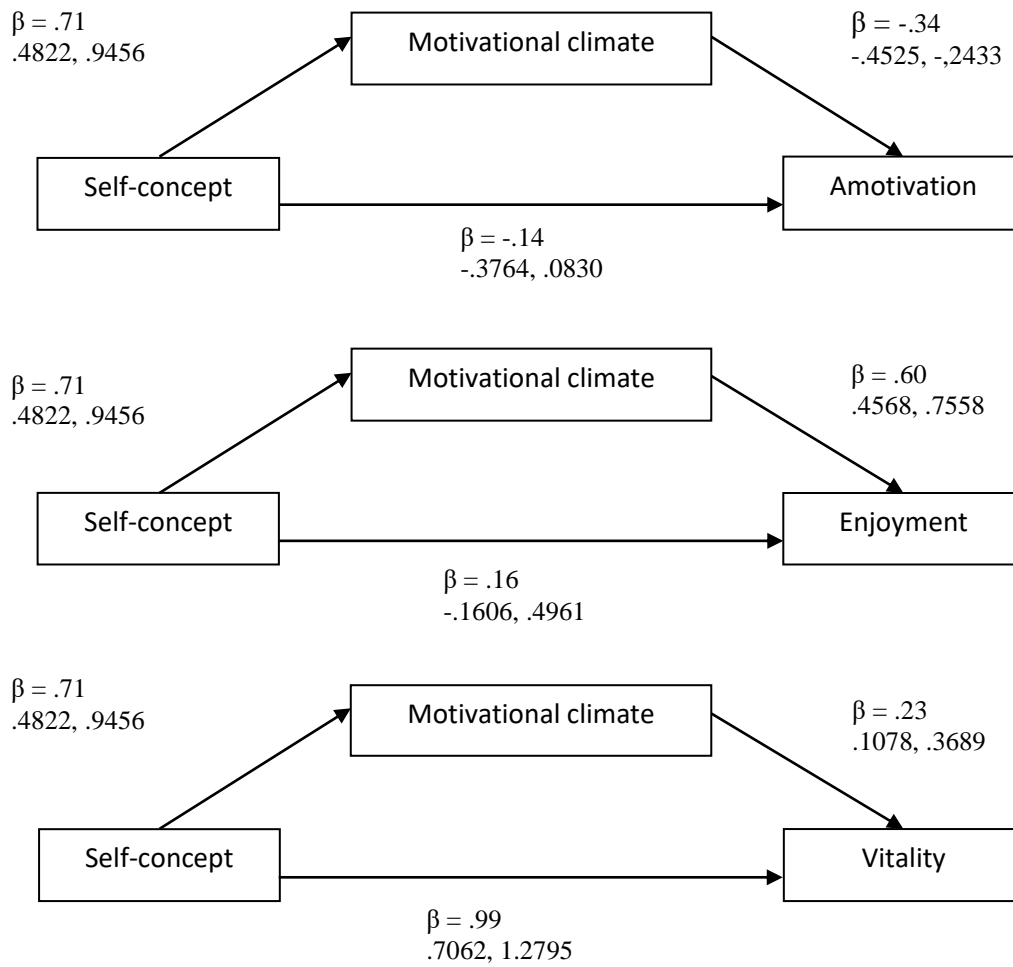 β = .71
.4822, .9456
Motivational climate
β = -.34
-.4525, -,2433
Self-concept
Amotivation
β = -.14
-.3764, .0830
β = .71
.4822, .9456
Motivational climate
β = .60
.4568, .7558
Self-concept
Enjoyment
β = .16
-.1606, .4961
β = .71
.4822, .9456
Motivational climate
β = .23
.1078, .3689
Self-concept
Vitality
β = .99
.7062, 1.2795